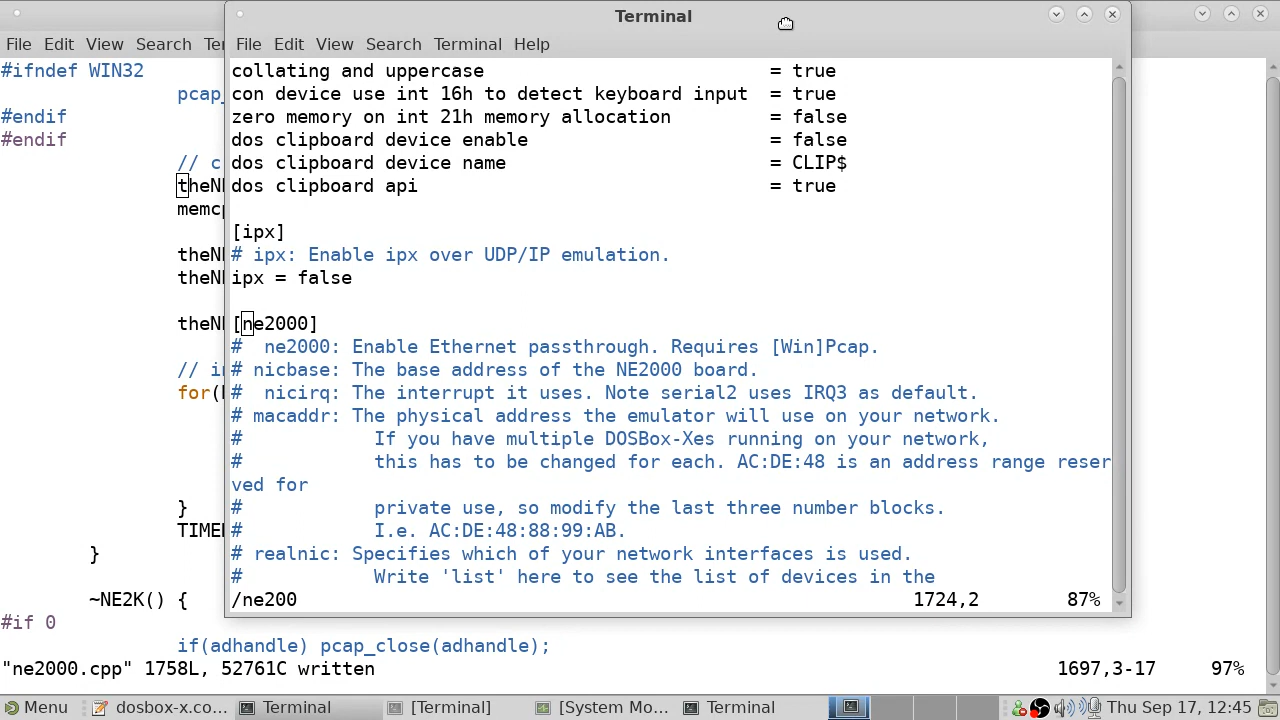 Terminal
File Edit View Search Terminal Help
collating and uppercase = true
con device use int 16h to detect keyboard input = true
zero memory on int 21h memory allocation = false
dos clipboard device enable = false
dos clipboard device name = CLIP$
dos clipboard api = true
[ipx]
# ipx: Enable ipx over UDP/IP emulation.
ipx = false
[ne2000]
# ne2000: Enable Ethernet passthrough. Requires [Win]Pcap.
# nicbase: The base address of the NE2000 board.
# nicirq: The interrupt it uses. Note serial2 uses IRQ3 as default.
# macaddr: The physical address the emulator will use on your network.
# If you have multiple DOSBox-Xes running on your network,
# this has to be changed for each. AC:DE:48 is an address range reser
ved for
# private use, so modify the last three number blocks.
# I.e. AC:DE:48:88:99:AB.
# realnic: Specifies which of your network interfaces is used.
# Write 'list' here to see the list of devices in the
/ne200 1724,2 87%
File Edit View Search Te
#ifndef WIN32
pcap_
#endif
#endif
// c
theNE
memcp
theNE
theNE
theNE
// in
for(
}
TIMER
}
~NE2K() {
#if 0
if(adhandle) pcap_close(adhandle);
"ne2000.cpp" 1758L, 52761C written 1697,3-17 97%
Menu dosbox-x.co... Terminal [Terminal] [System Mo... Terminal Thu Sep 17, 12:45